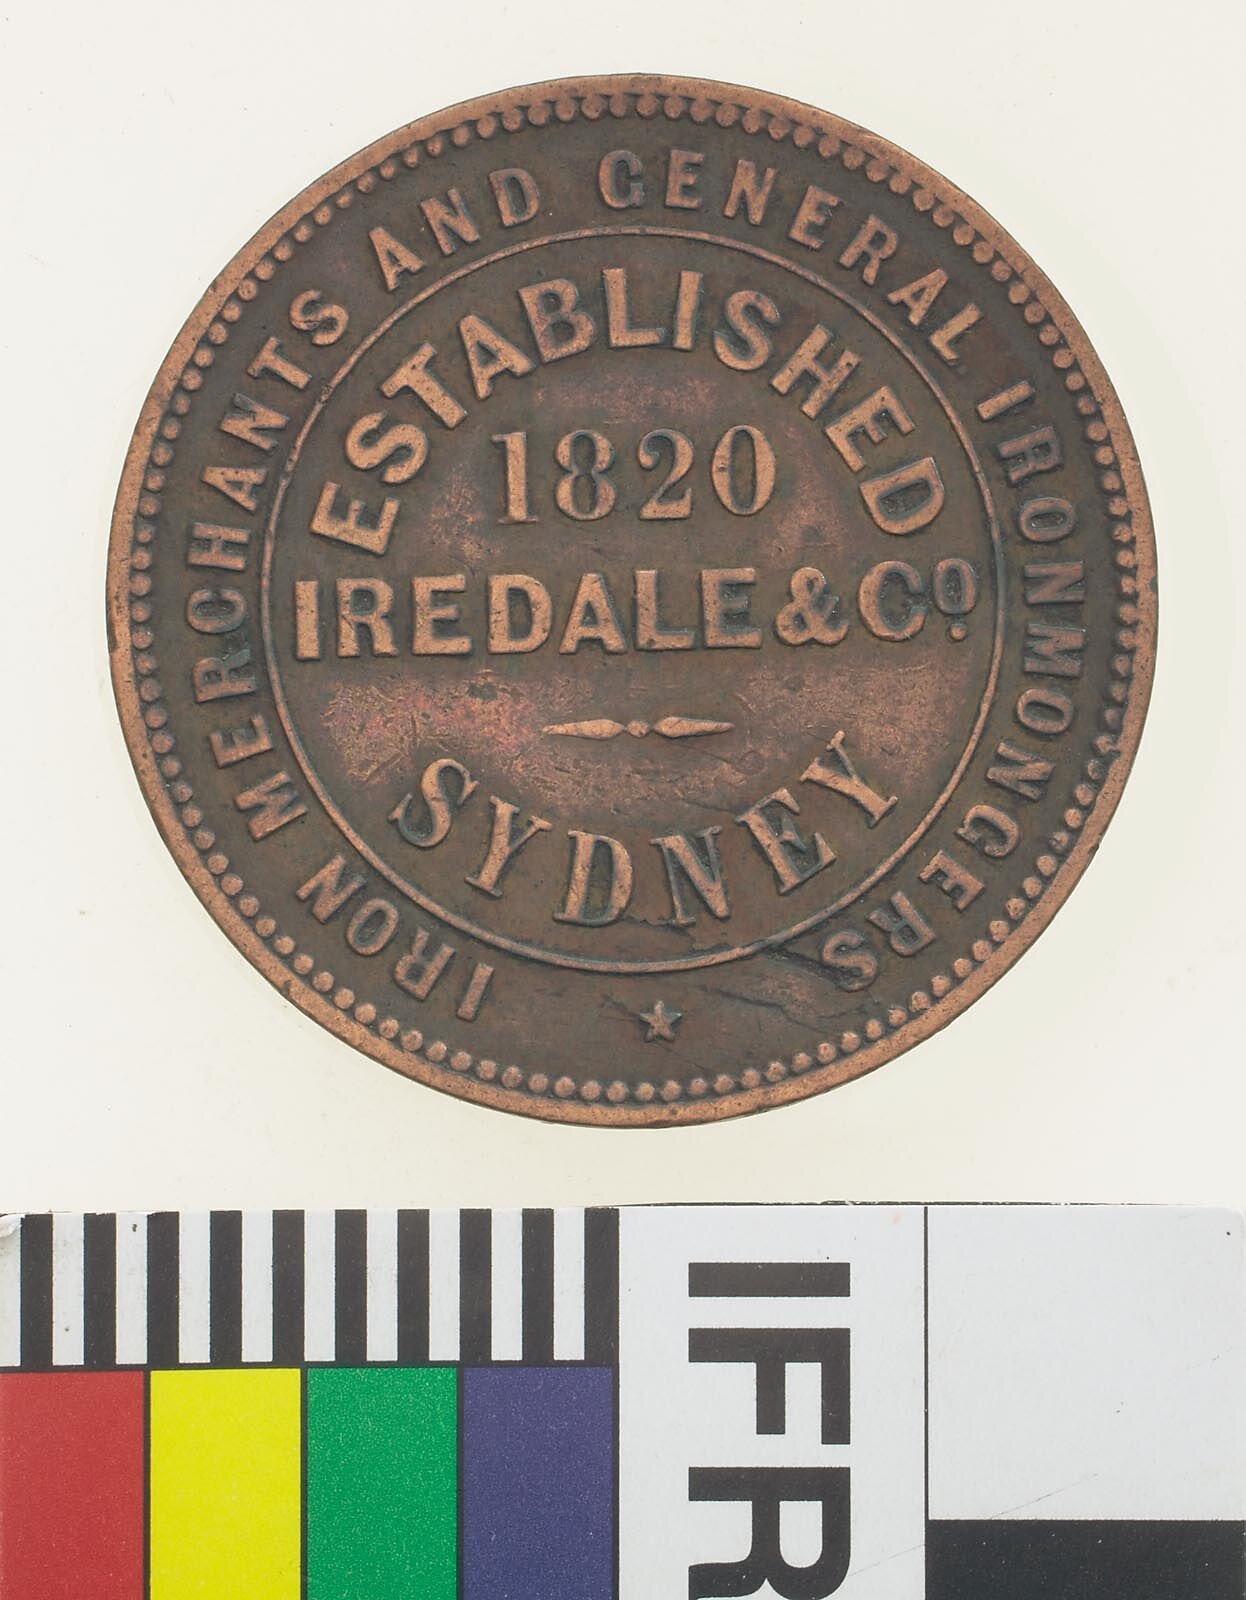 IRON MERCHANTS AND GENERAL IRONMONGERS
ESTABLISHED
1820
IREDALE & Co.
SYDNEY
IFR